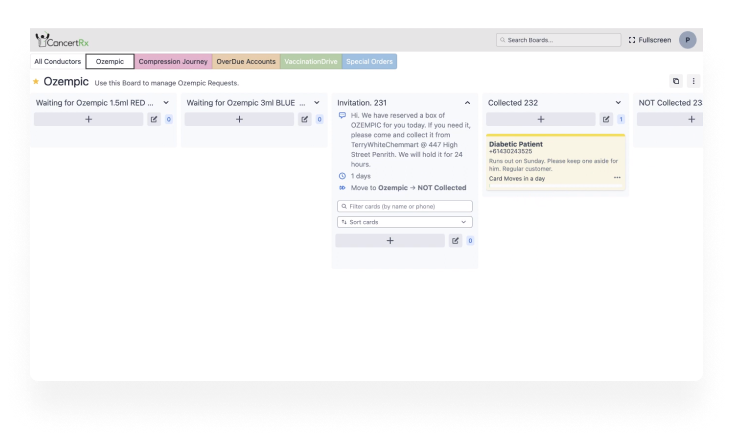 ConcertRx
Search Boards...
Fullscreen
P
All Conductors
Ozempic
Compression Journey
OverDue Accounts
VaccinationDrive
Special Orders
Ozempic
Use this Board to manage Ozempic Requests.
Waiting for Ozempic 1.5ml RED ...
+
0
Waiting for Ozempic 3ml BLUE ...
+
0
Invitation. 231
Hi, We have reserved a box of
OZEMPIC for you today. If you need it,
please come and collect it from
TerryWhiteChemmart @ 447 High
Street Penrith. We will hold it for 24
hours.
1 days
Move to Ozempic → NOT Collected
Filter cards (by name or phone)
Sort cards
+
0
Collected 232
+
1
Diabetic Patient
+61430243525
Runs out on Sunday. Please keep one aside for
him. Regular customer.
Card Moves in a day
NOT Collected 23
+